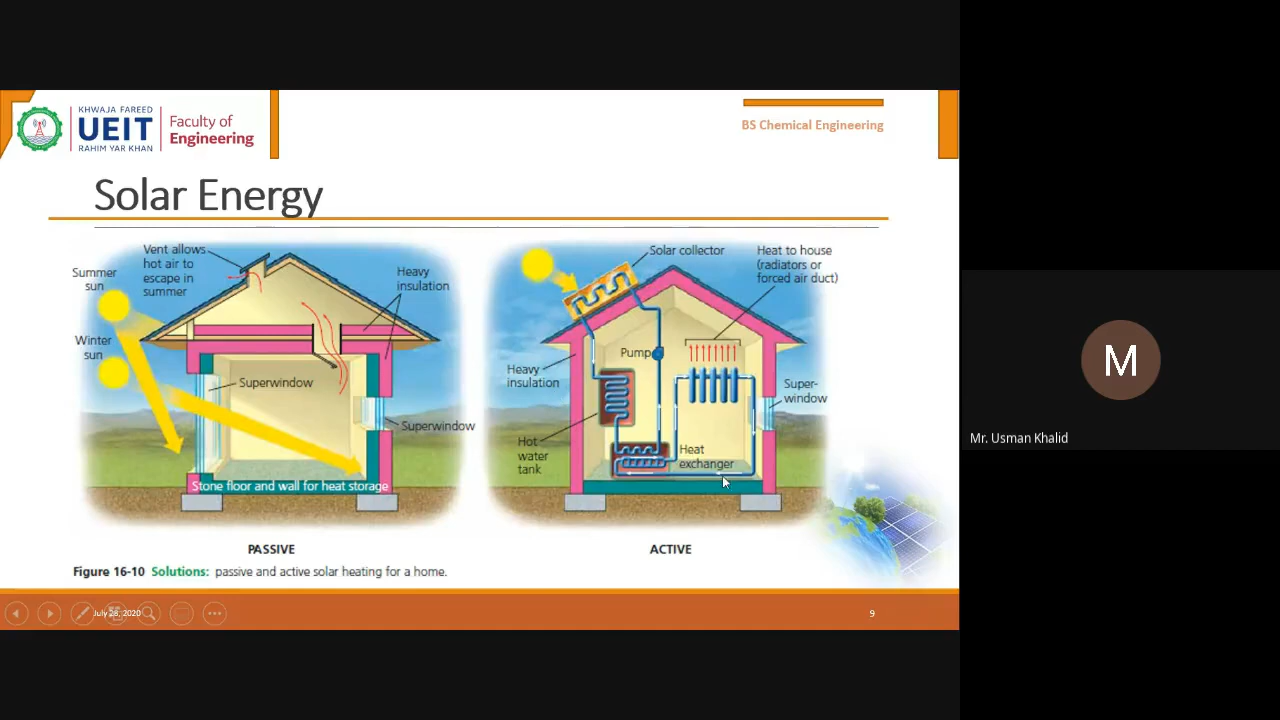 KHWAJA FAREED
UEIT
RAHIM YAR KHAN
Faculty of
Engineering
BS Chemical Engineering
Solar Energy
Vent allows
hot air to
escape in
summer
Summer
sun
Winter
sun
Heavy
insulation
Superwindow
Superwindow
Stone floor and wall for heat storage
PASSIVE
Solar collector
Heat to house
(radiators or
forced air duct)
Pump
Heavy
insulation
Super-
window
Hot
water
tank
Heat
exchanger
ACTIVE
Figure 16-10 Solutions: passive and active solar heating for a home.
July 28, 2020
9
M
Mr. Usman Khalid